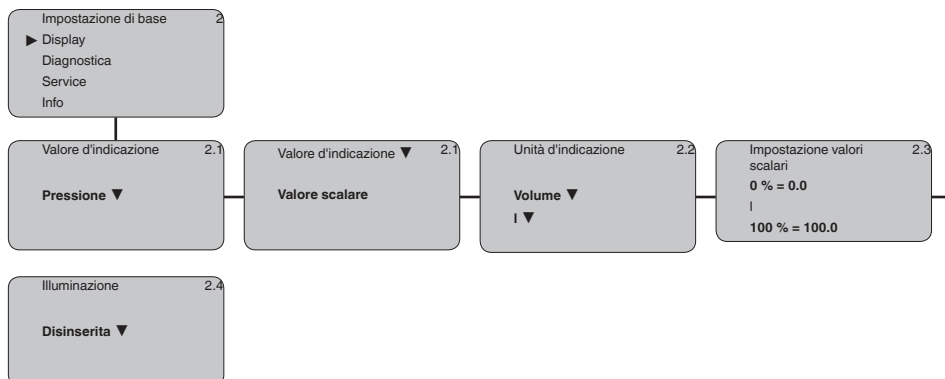 Impostazione di base 2
▶ Display
Diagnostica
Service
Info
Valore d'indicazione 2.1
Pressione ▼
Valore d'indicazione ▼ 2.1
Valore scalare
Unità d'indicazione 2.2
Volume ▼
l ▼
Impostazione valori 2.3
scalari
0 % = 0.0
l
100 % = 100.0
Illuminazione 2.4
Disinserita ▼